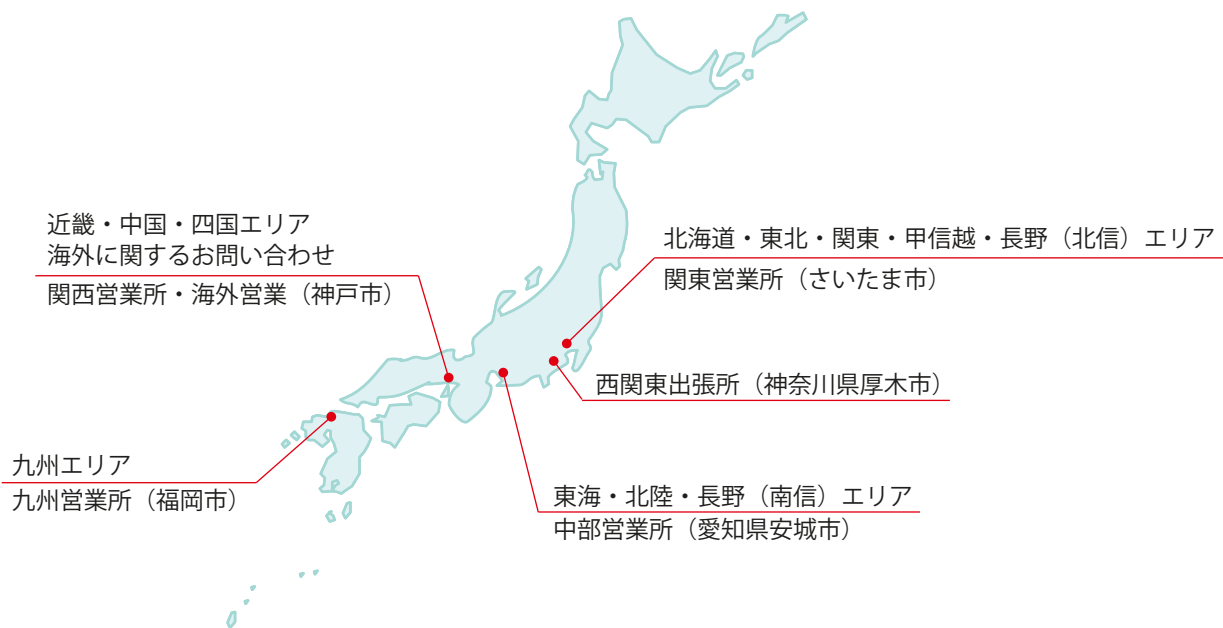 近畿・中国・四国エリア
海外に関するお問い合わせ
関西営業所・海外営業（神戸市）
北海道・東北・関東・甲信越・長野（北信）エリア
関東営業所（さいたま市）
西関東出張所（神奈川県厚木市）
九州エリア
九州営業所（福岡市）
東海・北陸・長野（南信）エリア
中部営業所（愛知県安城市）